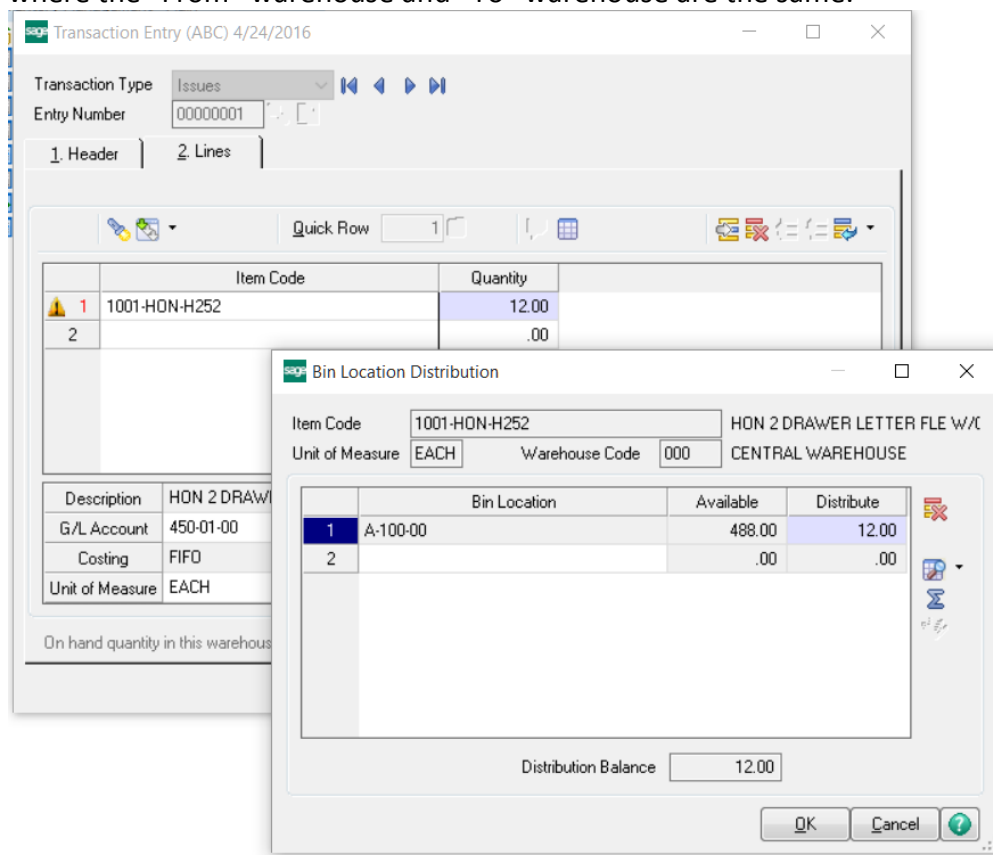 where the "From" warehouse and "To" warehouse are the same.
sage Transaction Entry (ABC) 4/24/2016
Transaction Type Issues
Entry Number 00000001
1. Header 2. Lines
Quick Row 1
Item Code Quantity
1 1001-HON-H252 12.00
2 .00
sage Bin Location Distribution
Item Code 1001-HON-H252 HON 2 DRAWER LETTER FLE W/
Unit of Measure EACH Warehouse Code 000 CENTRAL WAREHOUSE
Bin Location Available Distribute
1 A-100-00 488.00 12.00
2 .00 .00
Description HON 2 DRAW
G/L Account 450-01-00
Costing FIFO
Unit of Measure EACH
On hand quantity in this warehous
Distribution Balance 12.00
OK Cancel